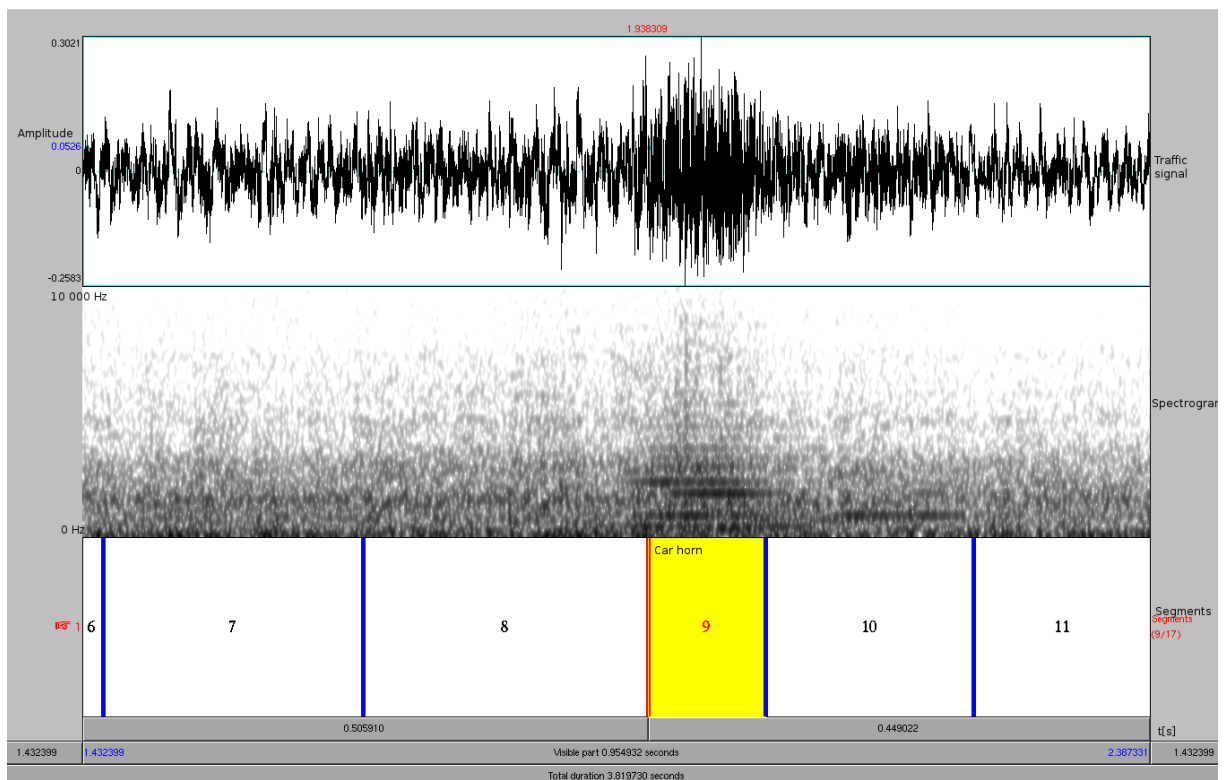 1.938309
0.3021
Amplitude
0.0526
0
-0.2583
Traffic
signal
10 000 Hz
0 Hz
Spectrogram
Car horn
1
6
7
8
9
10
11
Segments
Segments
(9/17)
0.505910
0.449022
t[s]
1.432399
1.432399
Visible part 0.954932 seconds
2.387331
1.432399
Total duration 3.819730 seconds